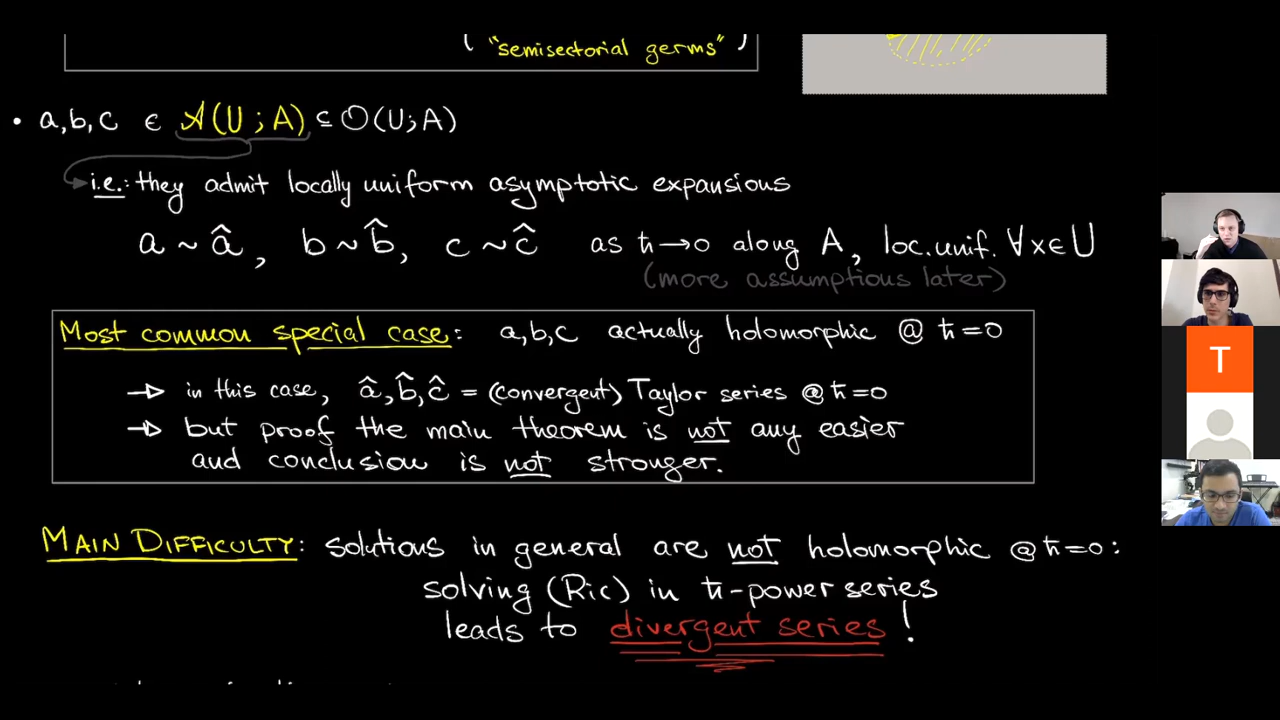 ("semisectorial germs")
• a,b,c ∈ 𝒜(U;A) ⊆ 𝒪(U;A)
i.e.: they admit locally uniform asymptotic expansions
a ~ â, b ~ b̂, c ~ ĉ as ħ→0 along A, loc.unif. ∀x∈U
(more assumptions later)
Most common special case: a,b,c actually holomorphic @ ħ=0
→ in this case, â,b̂,ĉ = (convergent) Taylor series @ħ=0
→ but proof the main theorem is not any easier
and conclusion is not stronger.
MAIN DIFFICULTY: solutions in general are not holomorphic @ħ=0:
solving (Ric) in ħ-power series
leads to divergent series!
T